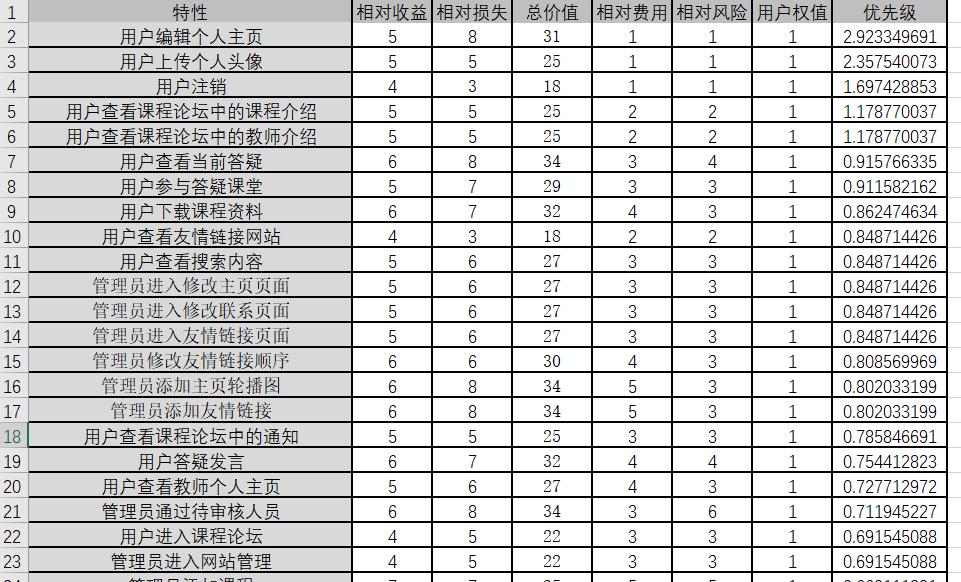 1 特性 相对收益 相对损失 总价值 相对费用 相对风险 用户权值 优先级
2 用户编辑个人主页 5 8 31 1 1 1 2.923349691
3 用户上传个人头像 5 5 25 1 1 1 2.357540073
4 用户注销 4 3 18 1 1 1 1.697428853
5 用户查看课程论坛中的课程介绍 5 5 25 2 2 1 1.178770037
6 用户查看课程论坛中的教师介绍 5 5 25 2 2 1 1.178770037
7 用户查看当前答疑 6 8 34 3 4 1 0.915766335
8 用户参与答疑课堂 5 7 29 3 3 1 0.911582162
9 用户下载课程资料 6 7 32 4 3 1 0.862474634
10 用户查看友情链接网站 4 3 18 2 2 1 0.848714426
11 用户查看搜索内容 5 6 27 3 3 1 0.848714426
12 管理员进入修改主页页面 5 6 27 3 3 1 0.848714426
13 管理员进入修改联系页面 5 6 27 3 3 1 0.848714426
14 管理员进入友情链接页面 5 6 27 3 3 1 0.848714426
15 管理员修改友情链接顺序 6 6 30 4 3 1 0.808569969
16 管理员添加主页轮播图 6 8 34 5 3 1 0.802033199
17 管理员添加友情链接 6 8 34 5 3 1 0.802033199
18 用户查看课程论坛中的通知 5 5 25 3 3 1 0.785846691
19 用户答疑发言 6 7 32 4 4 1 0.754412823
20 用户查看教师个人主页 5 6 27 4 3 1 0.727712972
21 管理员通过待审核人员 6 8 34 3 6 1 0.711945227
22 用户进入课程论坛 4 5 22 3 3 1 0.691545088
23 管理员进入网站管理 4 5 22 3 3 1 0.691545088